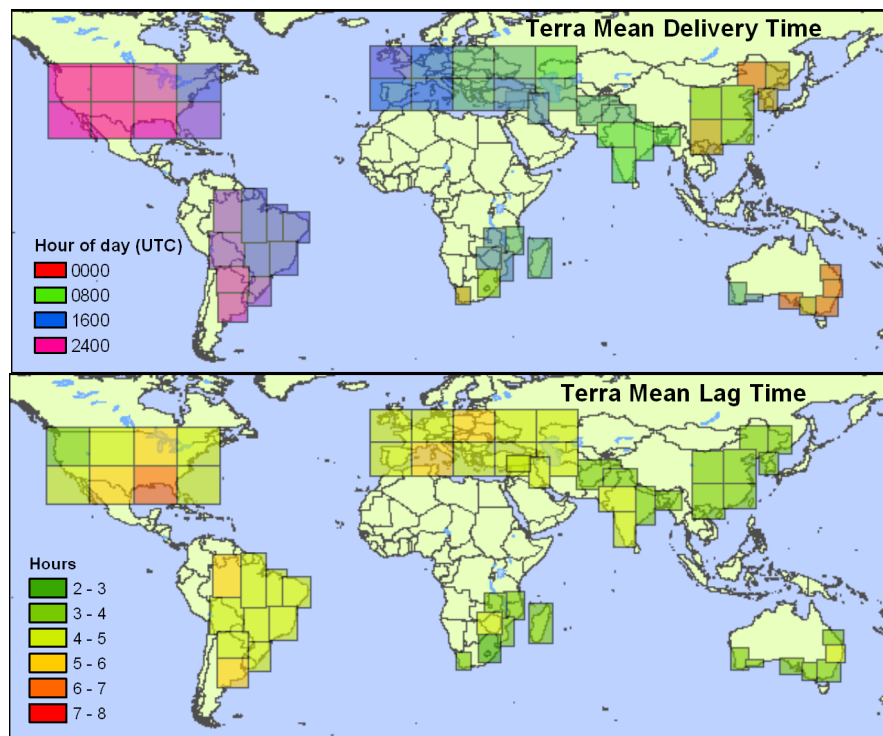 Terra Mean Delivery Time
Hour of day (UTC)
0000
0800
1600
2400
Terra Mean Lag Time
Hours
2 - 3
3 - 4
4 - 5
5 - 6
6 - 7
7 - 8